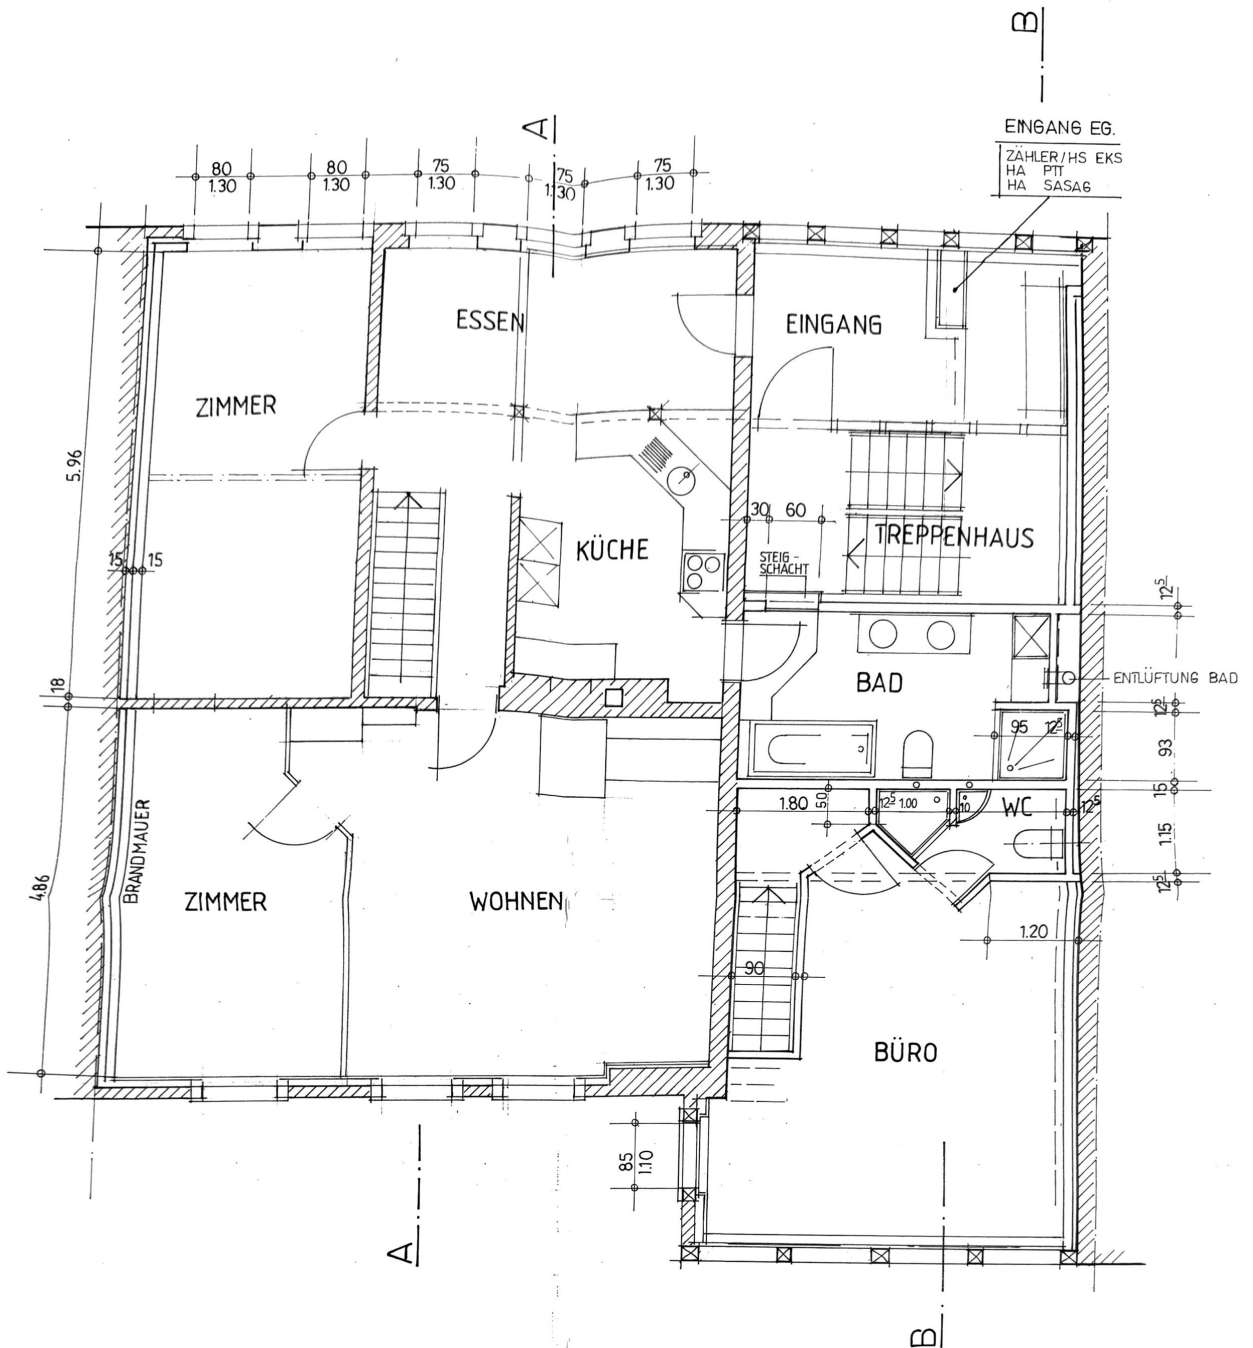 B
EINGANG EG.
ZÄHLER/HS EKS
HA PTT
HA SASAG
A
80
1.30
80
1.30
75
1.30
75
1.30
75
1.30
ESSEN
EINGANG
ZIMMER
5.96
30 60
KÜCHE
TREPPENHAUS
STEIG-
SCHACHT
15 15
12⁵
BAD
ENTLÜFTUNG BAD
18
12⁵
95 12⁵
93
1.80
50
12⁵ 1.00
10
WC
12⁵
15
1.15
12⁵
BRANDMAUER
4.86
ZIMMER
WOHNEN
1.20
90
BÜRO
85
1.10
A
B